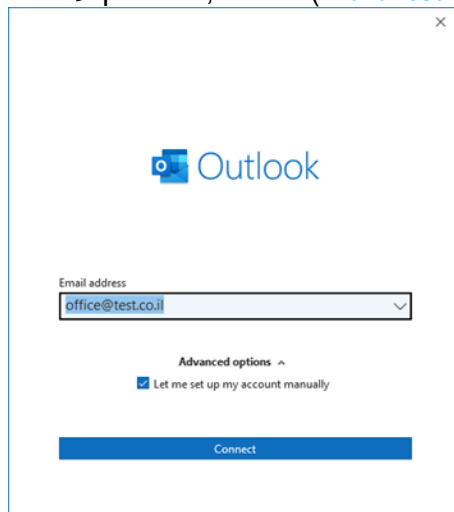 Outlook
Email address
office@test.co.il
Advanced options
Let me set up my account manually
Connect